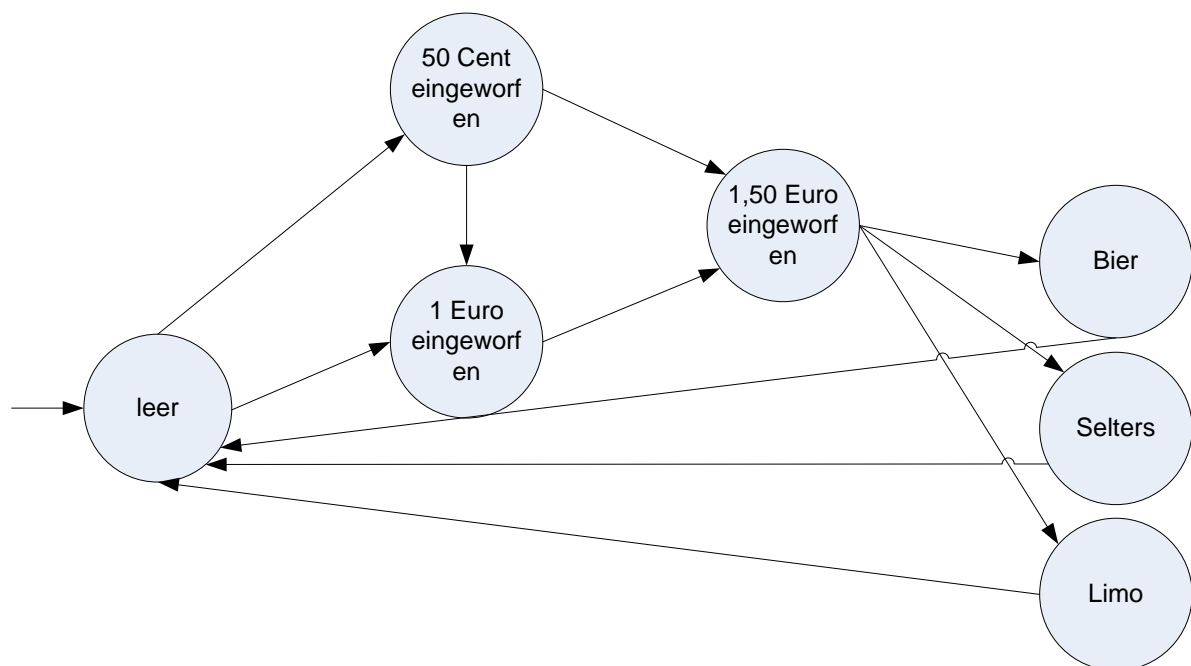 50 Cent
eingeworf
en
1,50 Euro
eingeworf
en
Bier
1 Euro
eingeworf
en
leer
Selters
Limo